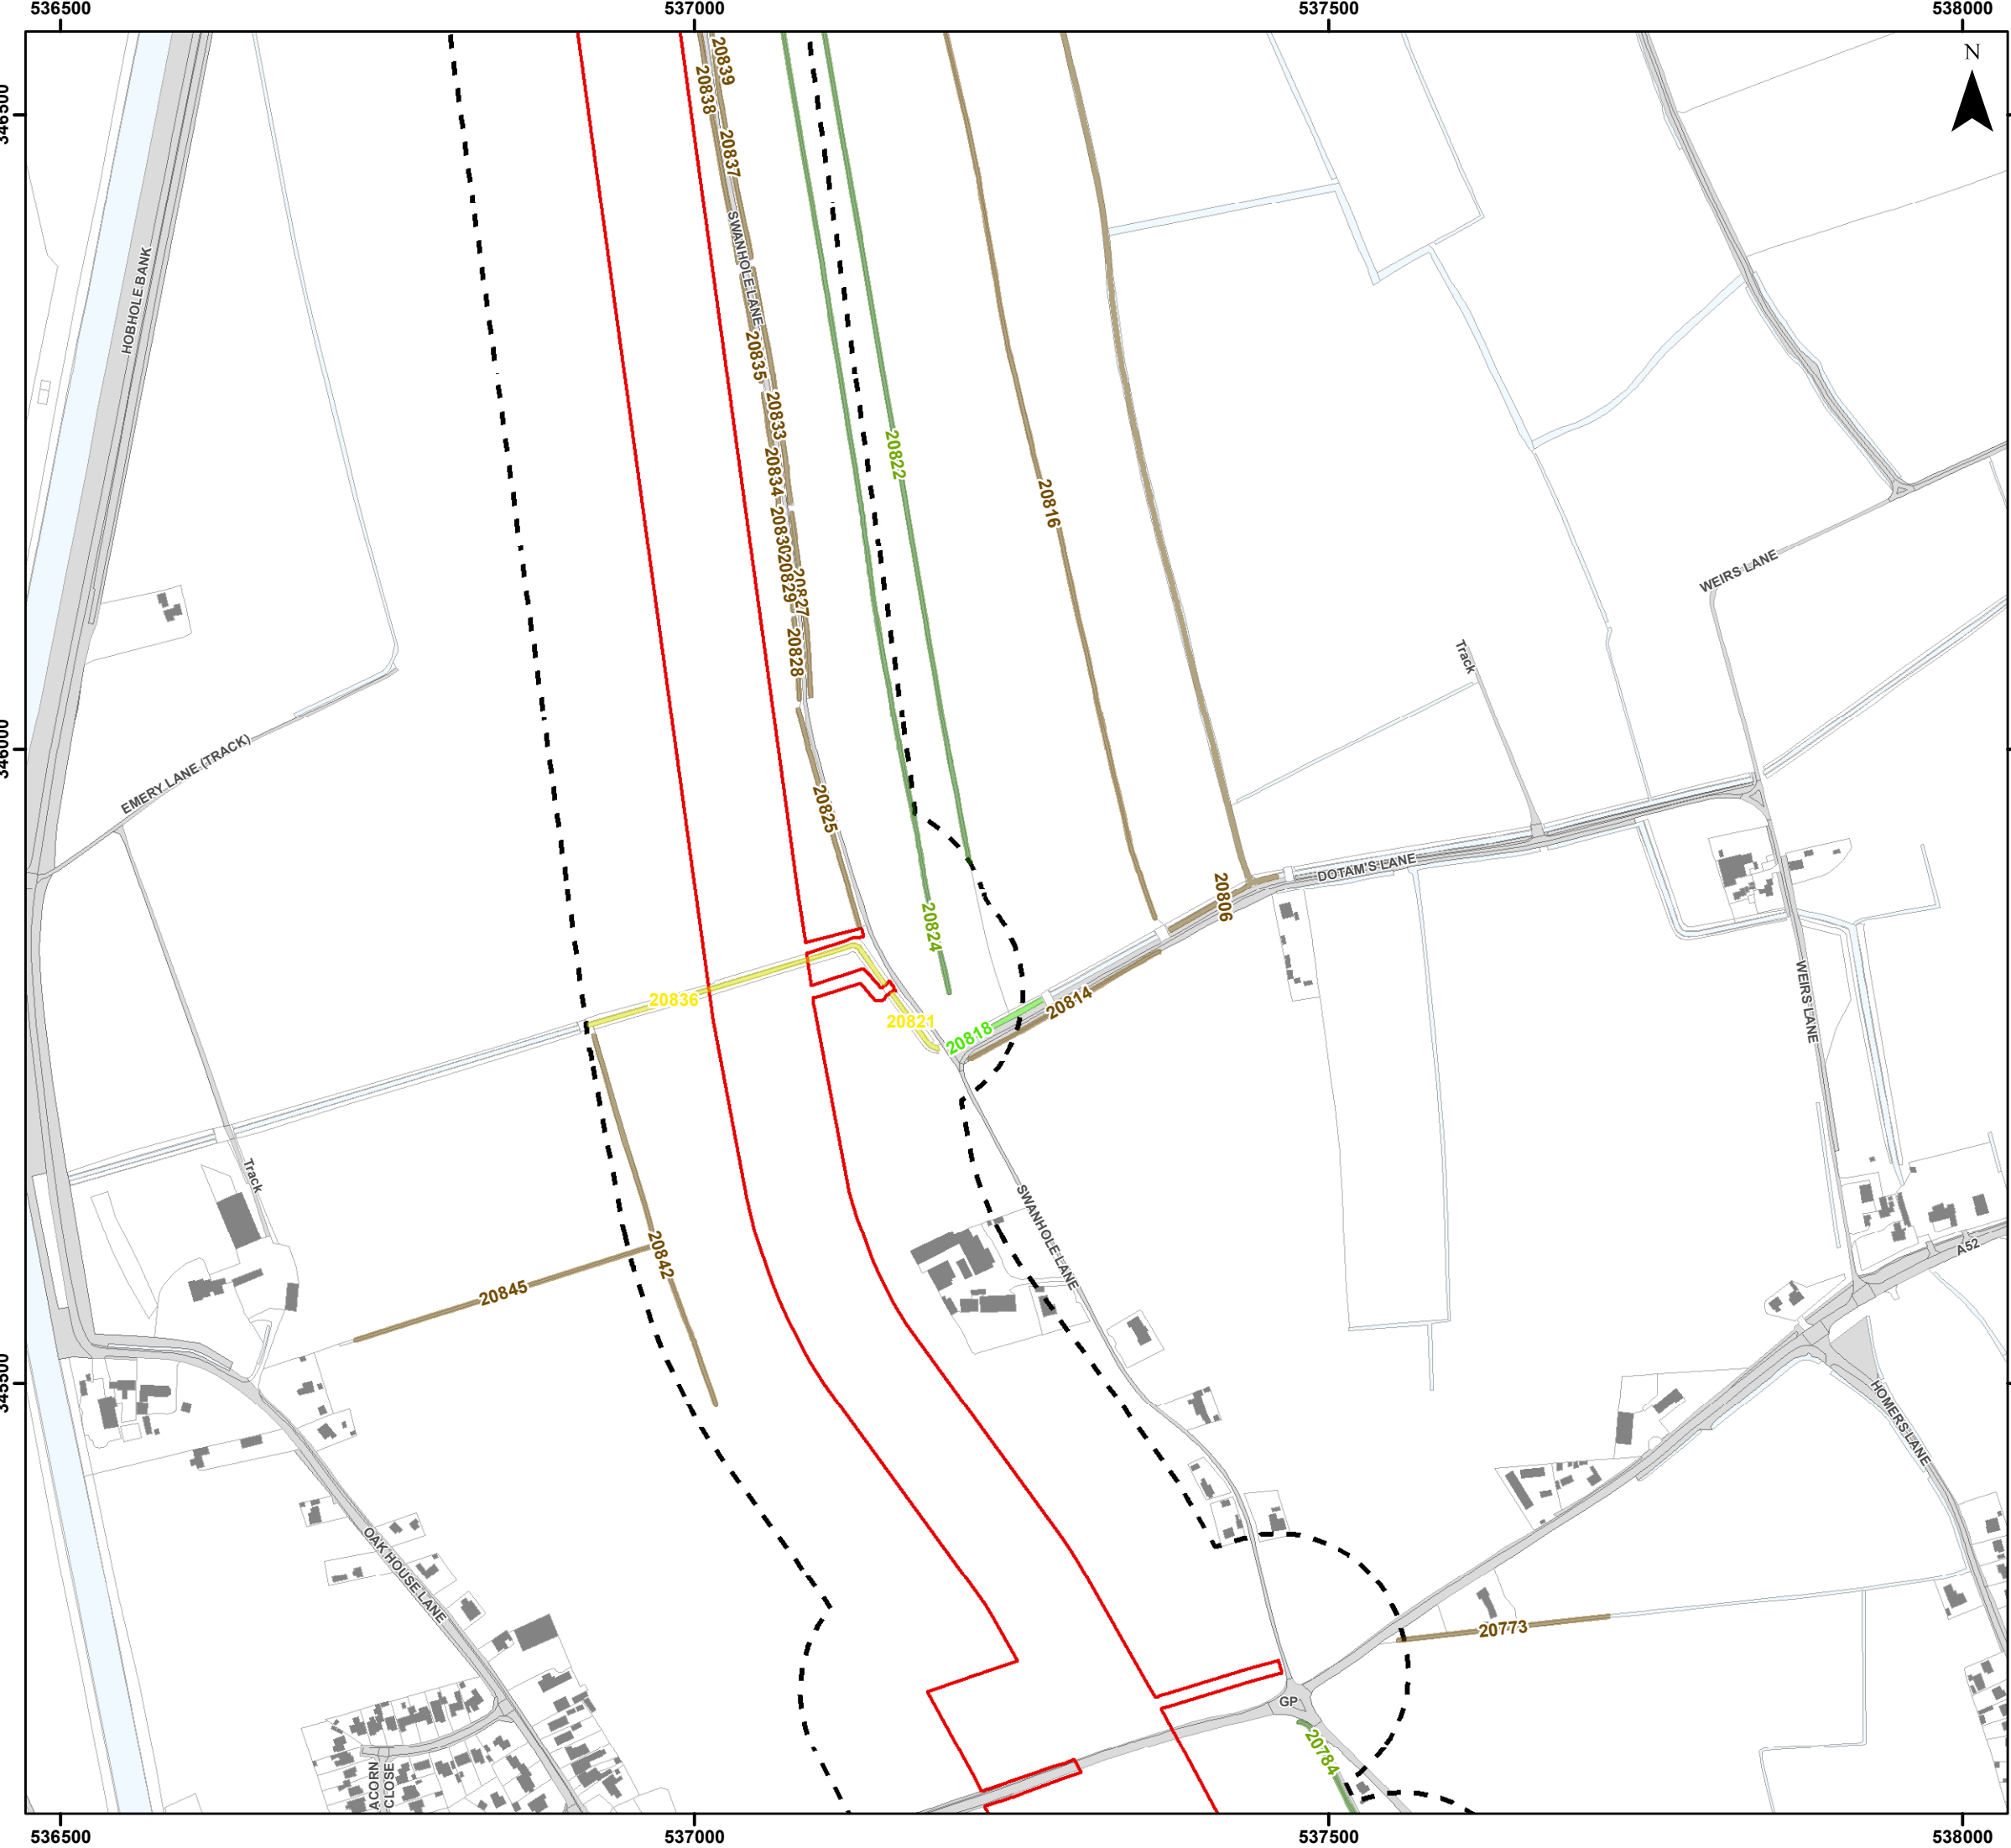 536500
537000
537500
538000
N
346500
20839
20838
20837
SWANHOLE LANE
HOBHOLE BANK
20835
20833
20834
20822
20816
20830
20829
20827
20828
WEIRS LANE
Track
346000
EMERY LANE (TRACK)
20825
DOTAM'S LANE
20806
20824
20836
20821
20818
20814
WEIRS LANE
Track
SWANHOLE LANE
20842
20845
A52
345500
HOMERS LANE
OAK HOUSE LANE
20773
GP
20784
ACORN
CLOSE
536500
537000
537500
538000